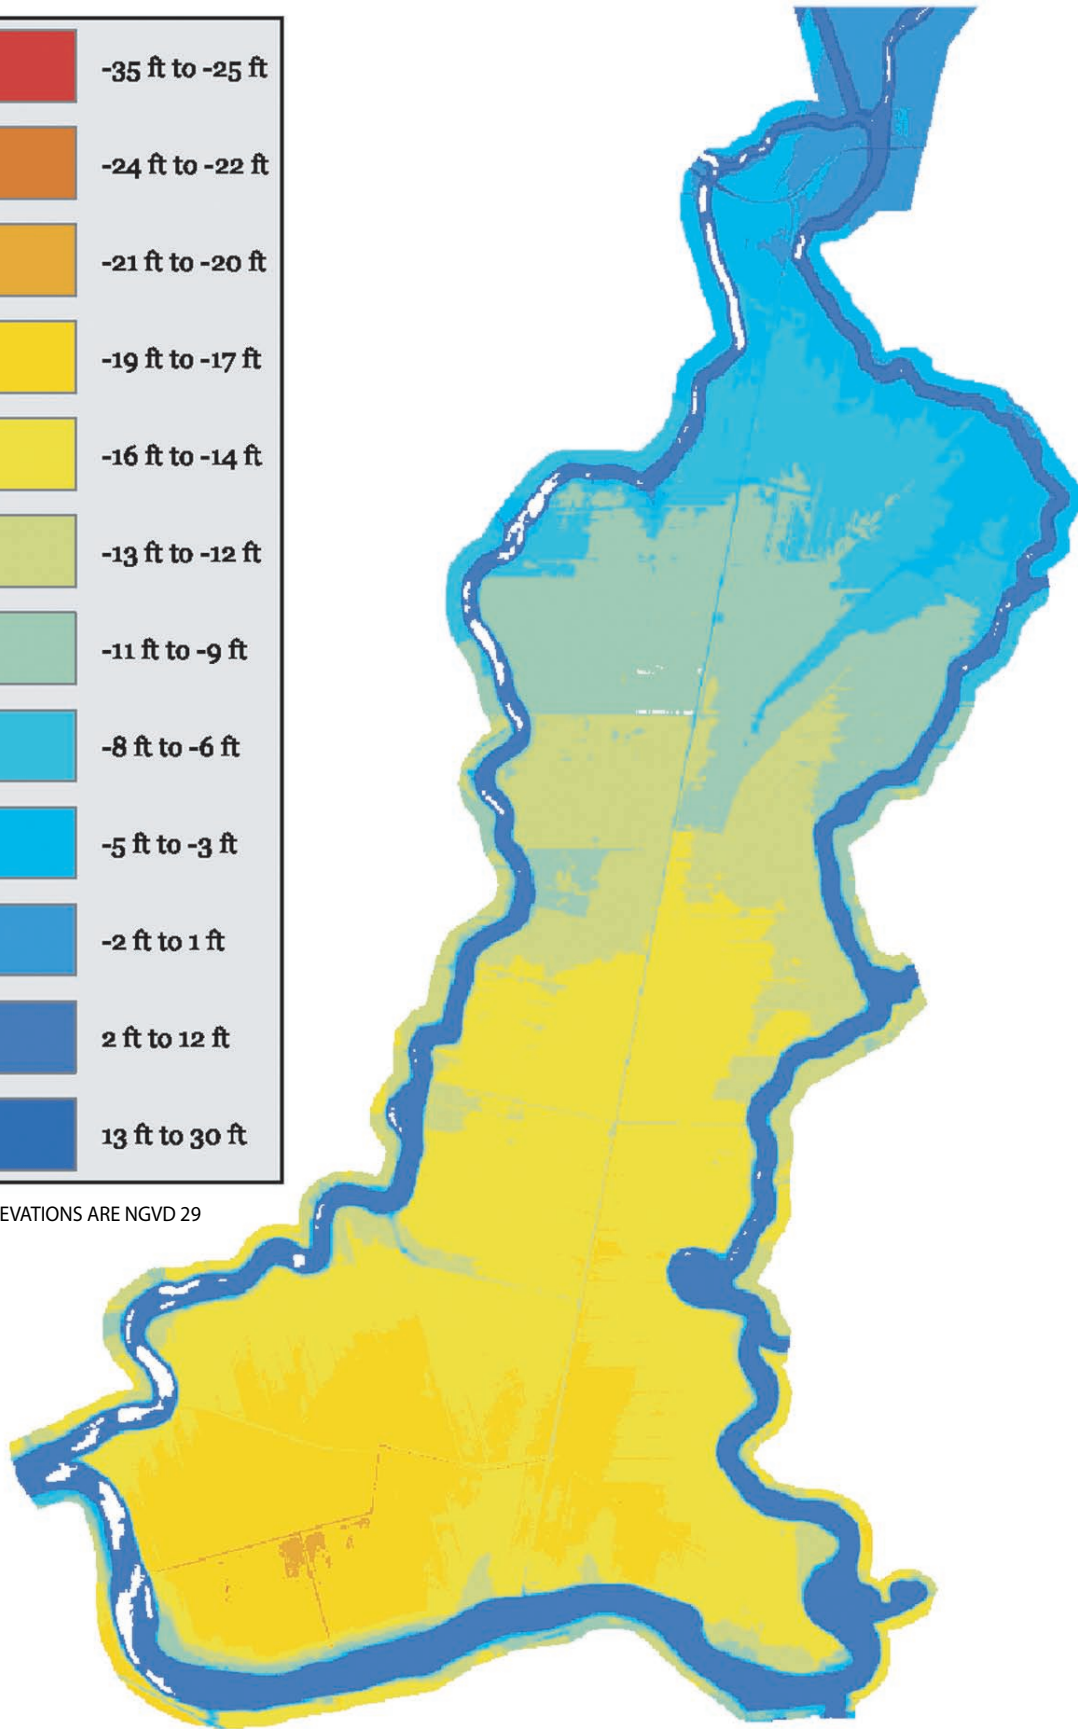 -35 ft to -25 ft
-24 ft to -22 ft
-21 ft to -20 ft
-19 ft to -17 ft
-16 ft to -14 ft
-13 ft to -12 ft
-11 ft to -9 ft
-8 ft to -6 ft
-5 ft to -3 ft
-2 ft to 1 ft
2 ft to 12 ft
13 ft to 30 ft
EVATIONS ARE NGVD 29